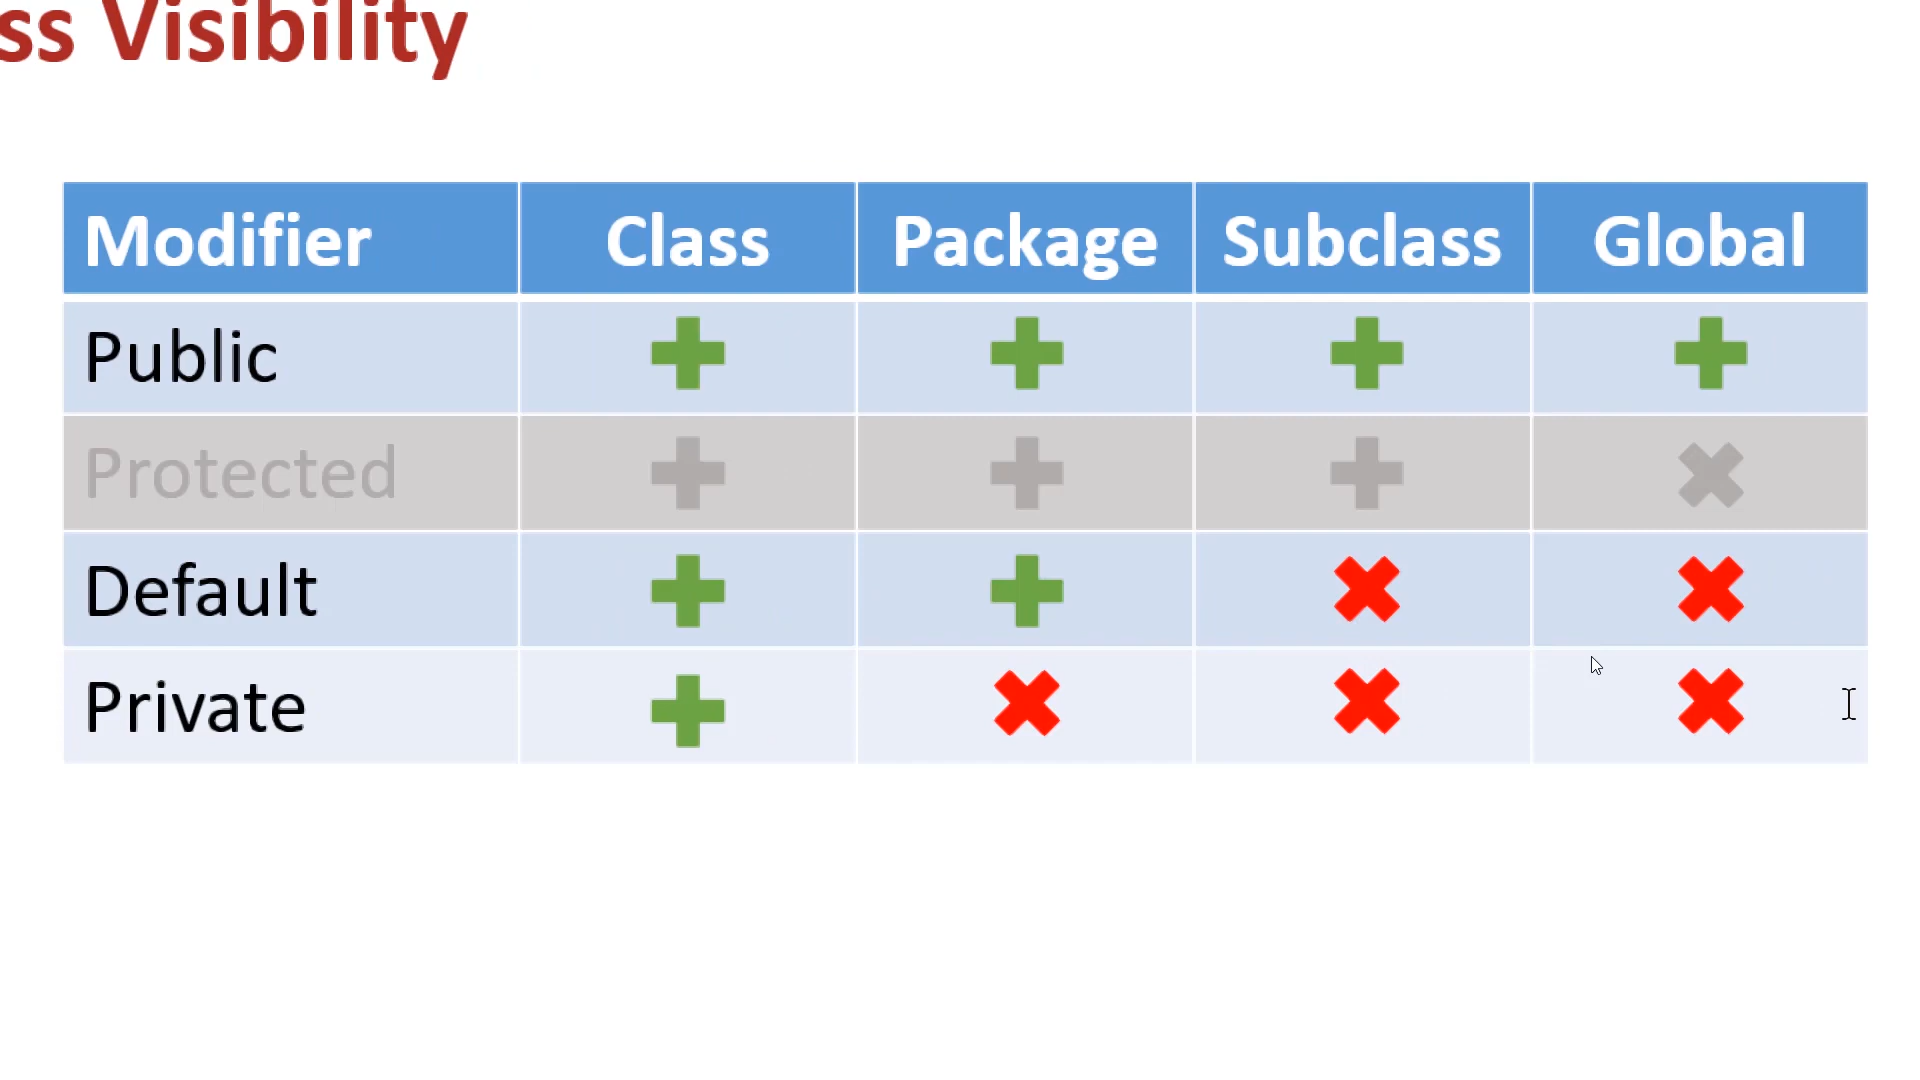 ss Visibility
Modifier Class Package Subclass Global
Public
Protected
Default
Private